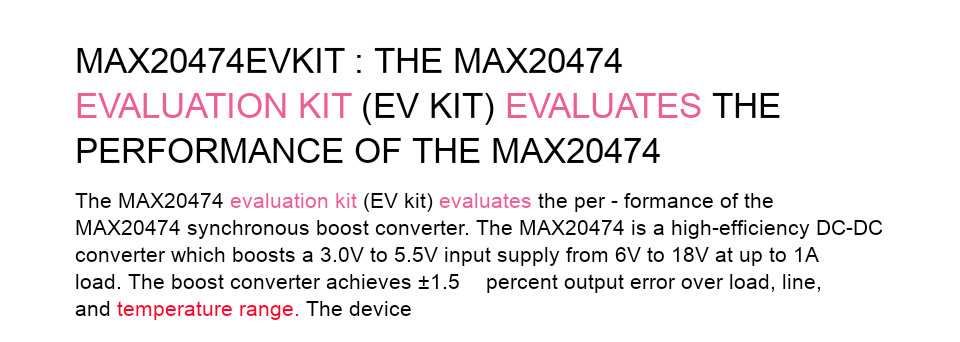 MAX20474EVKIT : THE MAX20474
EVALUATION KIT (EV KIT) EVALUATES THE
PERFORMANCE OF THE MAX20474
The MAX20474 evaluation kit (EV kit) evaluates the per - formance of the
MAX20474 synchronous boost converter. The MAX20474 is a high-efficiency DC-DC
converter which boosts a 3.0V to 5.5V input supply from 6V to 18V at up to 1A
load. The boost converter achieves ±1.5 percent output error over load, line,
and temperature range. The device